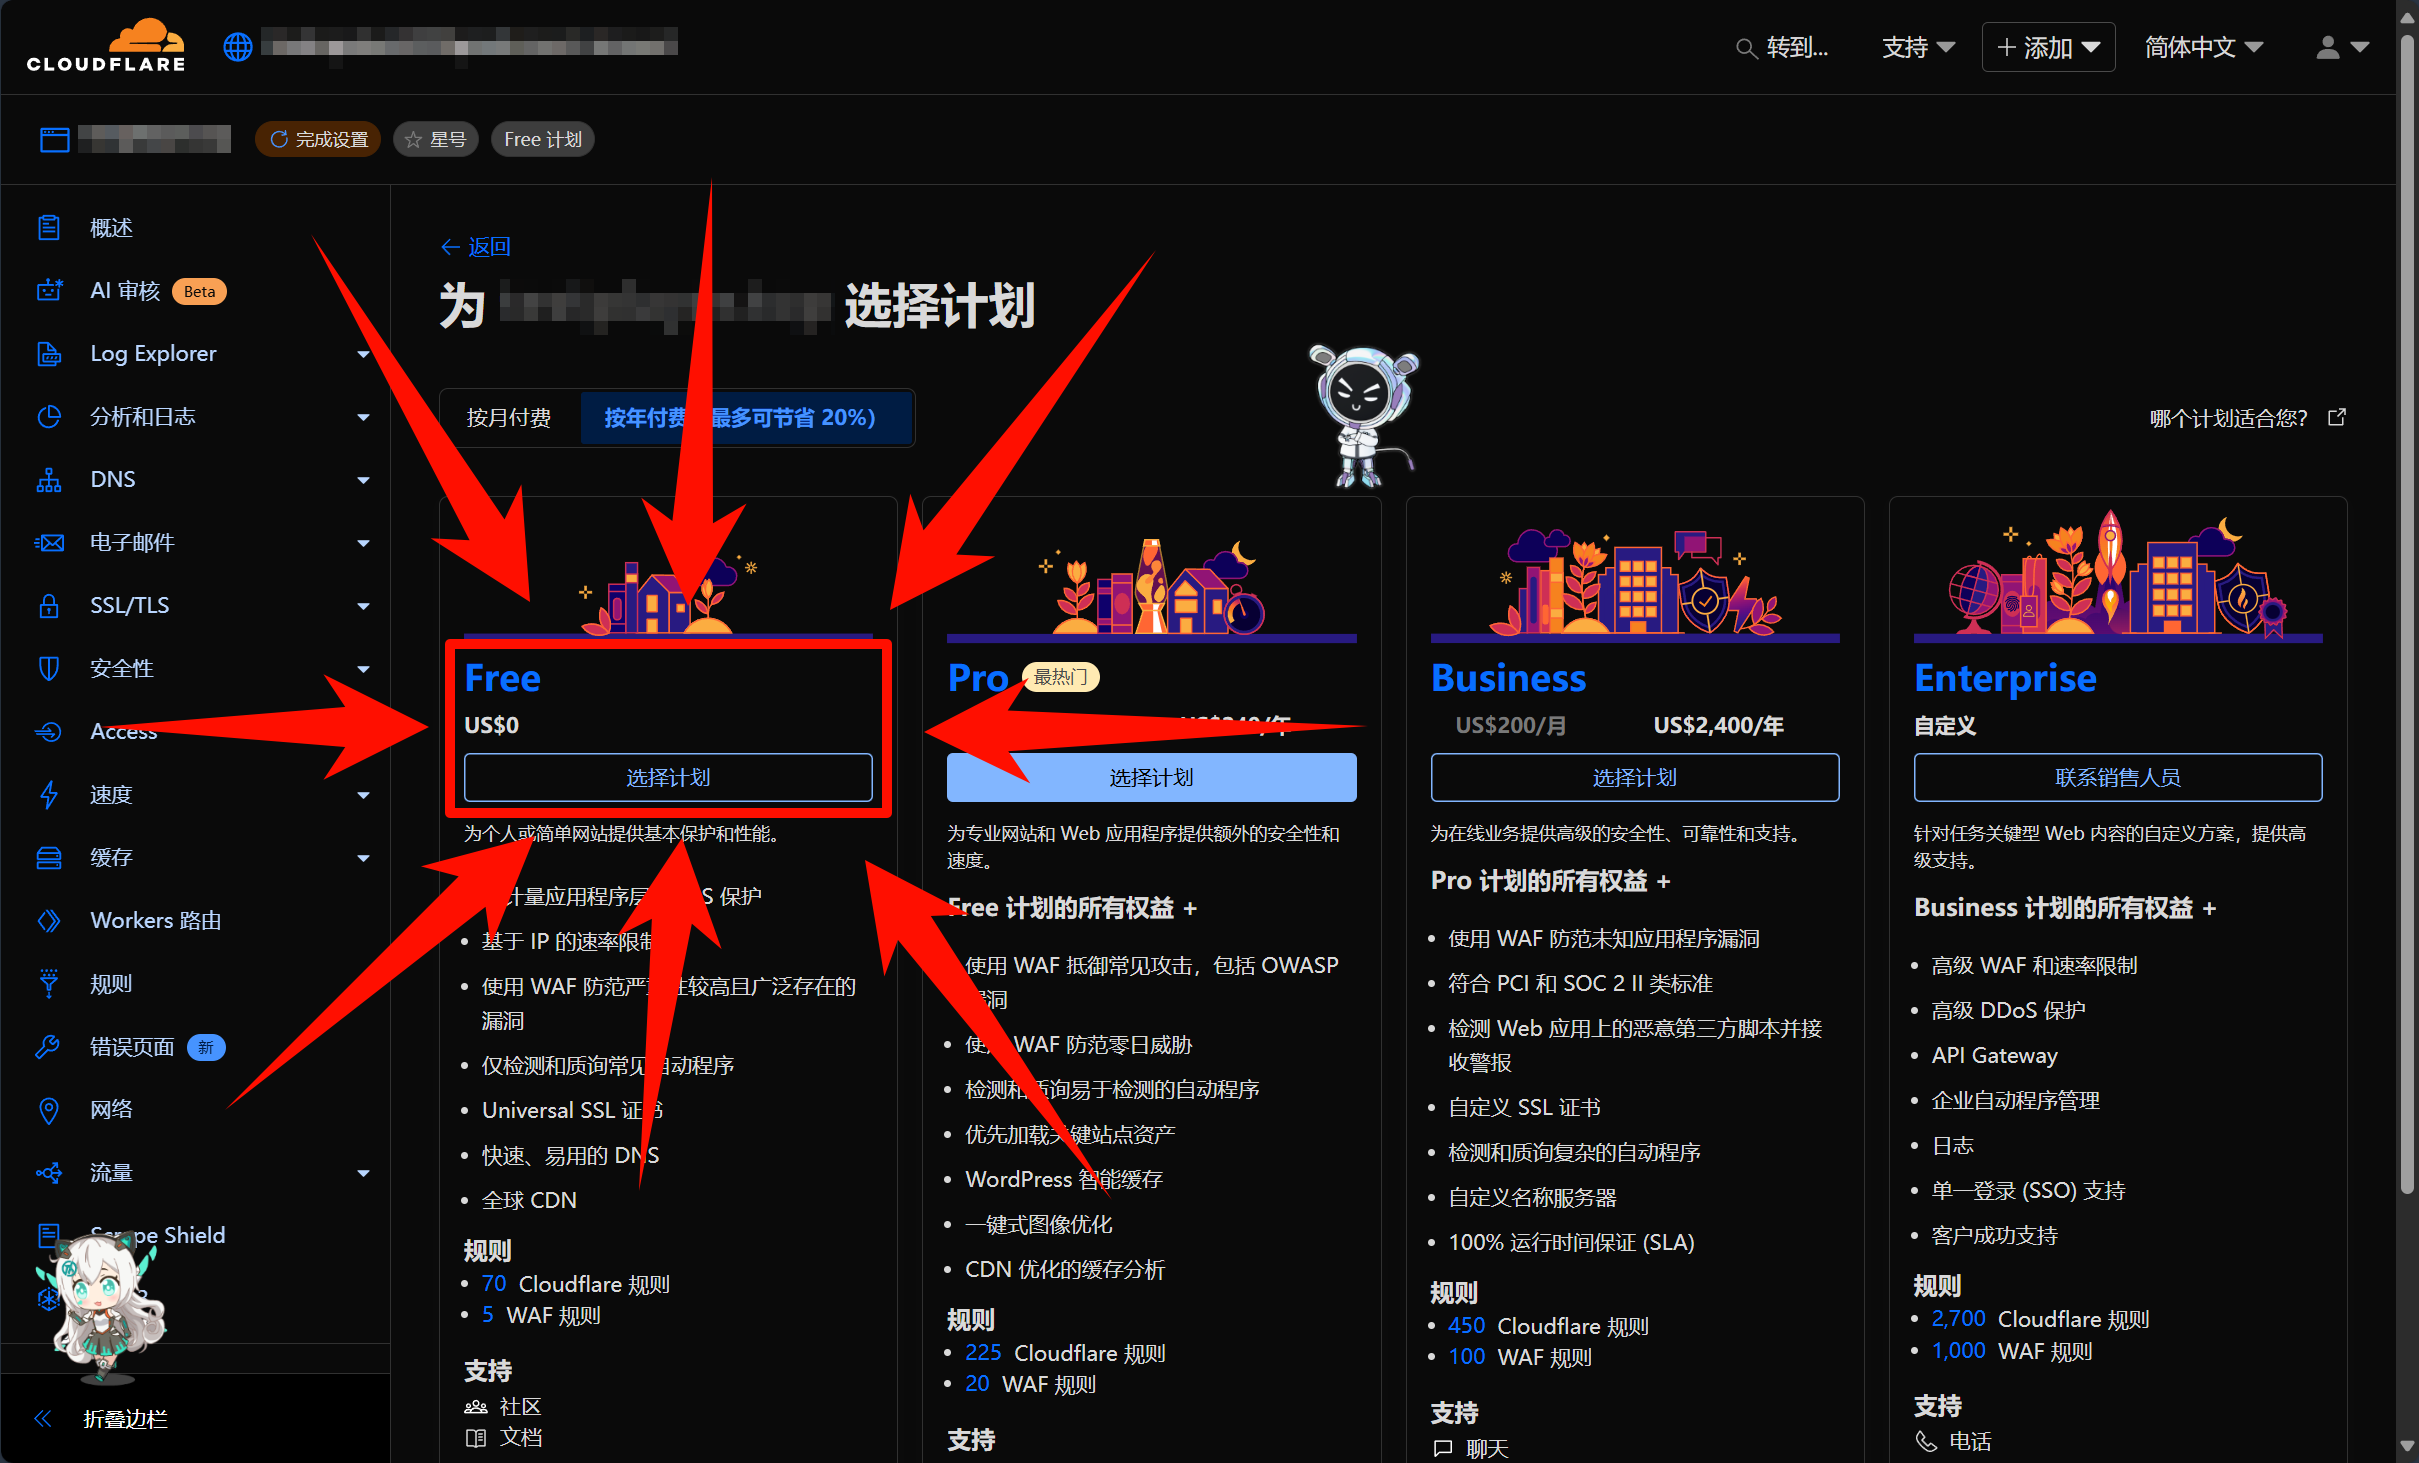 CLOUDFLARE
转到...
支持
添加
简体中文
完成设置
星号
Free 计划
概述
AI 审核 Beta
Log Explorer
分析和日志
DNS
电子邮件
SSL/TLS
安全性
Access
速度
缓存
Workers 路由
规则
错误页面 新
网络
流量
Shield
折叠边栏
返回
为 选择计划
按月付费
按年付费 最多可节省 20%)
哪个计划适合您?
Free
US$0
选择计划
为个人或简单网站提供基本保护和性能。
计量应用程序层 S 保护
基于 IP 的速率限制
使用 WAF 防范严 性较高且广泛存在的
漏洞
仅检测和质询常见自动程序
Universal SSL 证书
快速、易用的 DNS
全球 CDN
规则
70 Cloudflare 规则
5 WAF 规则
支持
社区
文档
Pro 最热门
选择计划
为专业网站和 Web 应用程序提供额外的安全性和
速度。
Free 计划的所有权益 +
使用 WAF 抵御常见攻击，包括 OWASP
漏洞
使用 WAF 防范零日威胁
检测和质询易于检测的自动程序
优先加载关键站点资产
WordPress 智能缓存
一键式图像优化
CDN 优化的缓存分析
规则
225 Cloudflare 规则
20 WAF 规则
支持
Business
US$200/月 US$2,400/年
选择计划
为在线业务提供高级的安全性、可靠性和支持。
Pro 计划的所有权益 +
使用 WAF 防范未知应用程序漏洞
符合 PCI 和 SOC 2 II 类标准
检测 Web 应用上的恶意第三方脚本并接
收警报
自定义 SSL 证书
检测和质询复杂的自动程序
自定义名称服务器
100% 运行时间保证 (SLA)
规则
450 Cloudflare 规则
100 WAF 规则
支持
聊天
Enterprise
自定义
联系销售人员
针对任务关键型 Web 内容的自定义方案，提供高
级支持。
Business 计划的所有权益 +
高级 WAF 和速率限制
高级 DDoS 保护
API Gateway
企业自动程序管理
日志
单一登录 (SSO) 支持
客户成功支持
规则
2,700 Cloudflare 规则
1,000 WAF 规则
支持
电话